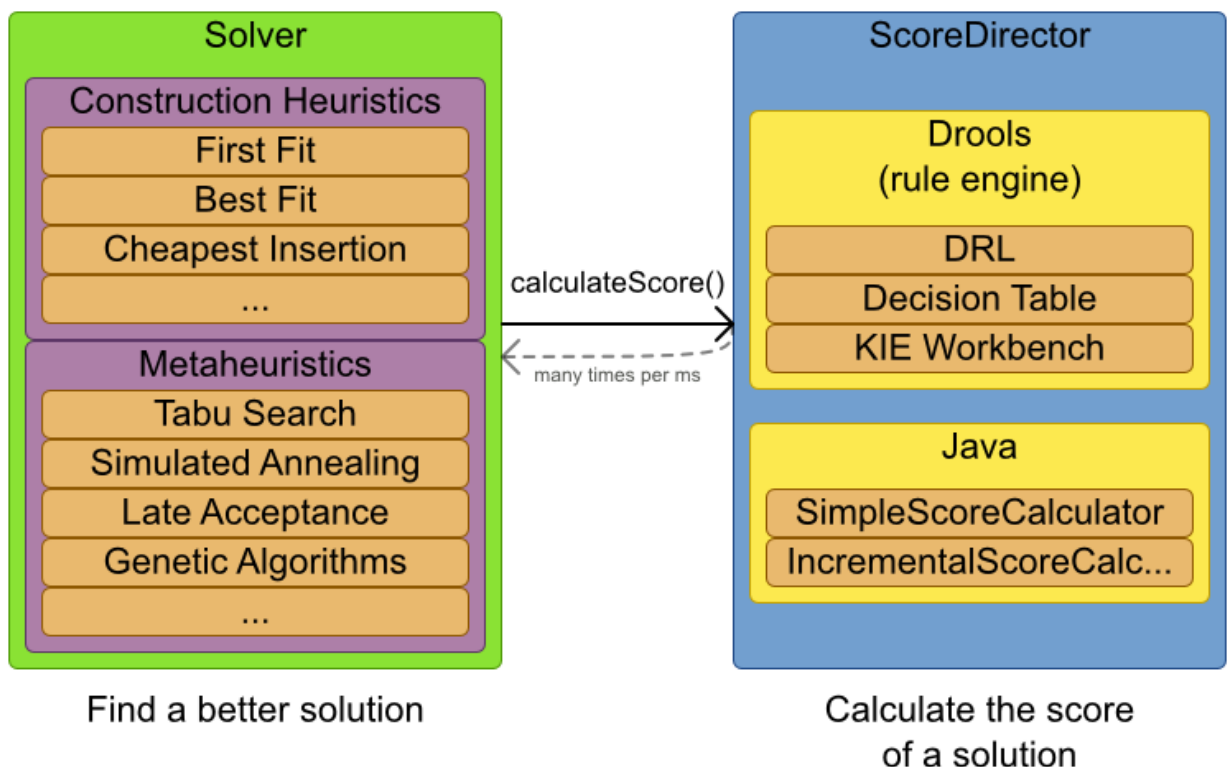 Solver
Construction Heuristics
First Fit
Best Fit
Cheapest Insertion
...
Metaheuristics
Tabu Search
Simulated Annealing
Late Acceptance
Genetic Algorithms
...
Find a better solution
calculateScore()
many times per ms
ScoreDirector
Drools
(rule engine)
DRL
Decision Table
KIE Workbench
Java
SimpleScoreCalculator
IncrementalScoreCalc...
Calculate the score
of a solution